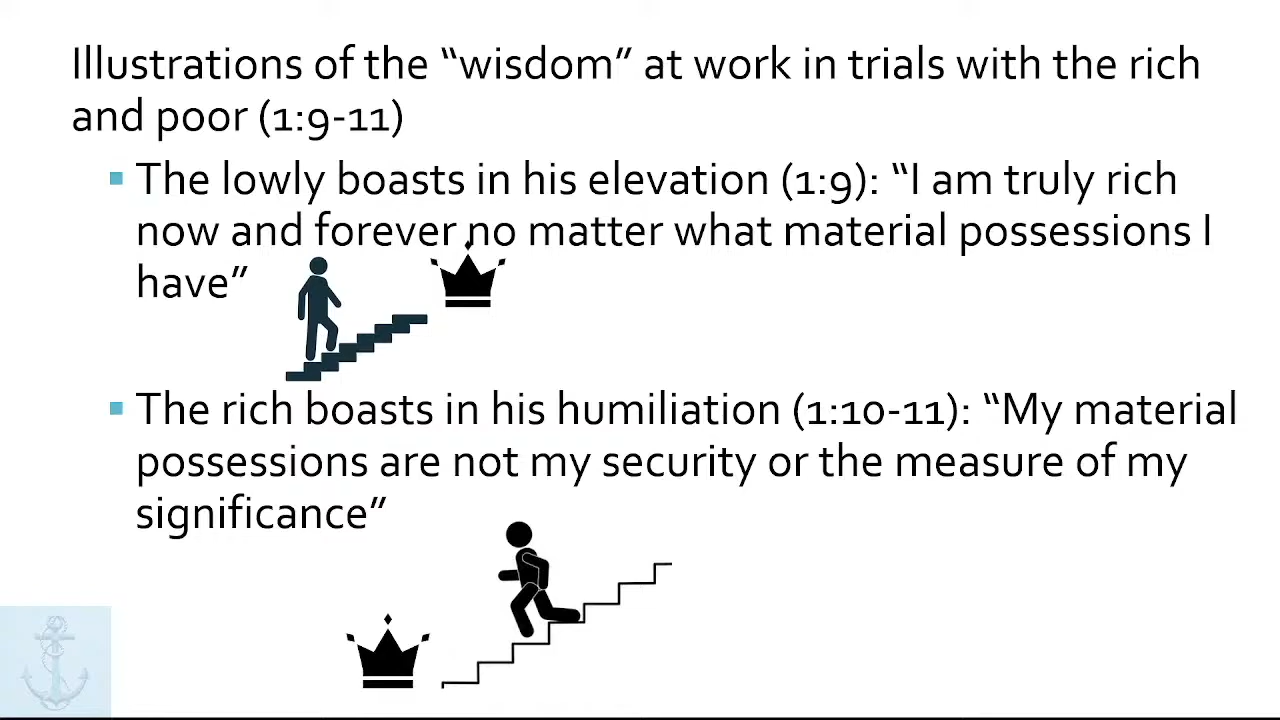 Illustrations of the “wisdom” at work in trials with the rich
and poor (1:9-11)
▪ The lowly boasts in his elevation (1:9): “I am truly rich
now and forever no matter what material possessions I
have”
▪ The rich boasts in his humiliation (1:10-11): “My material
possessions are not my security or the measure of my
significance”